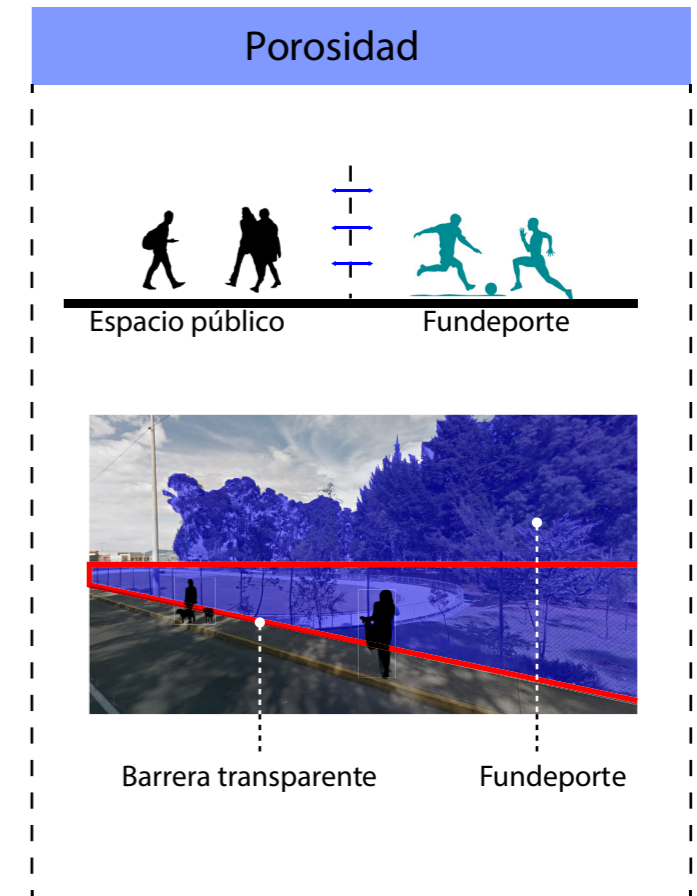 Porosidad
Espacio público
Fundeporte
Barrera transparente
Fundeporte